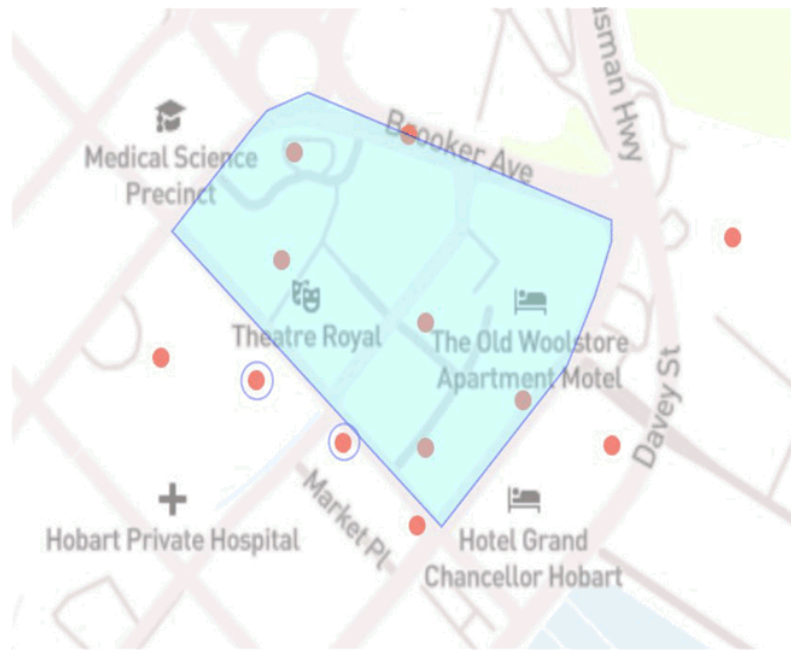 asman Hwy
Brooker Ave
Medical Science
Precinct
Theatre Royal
The Old Woolstore
Apartment Motel
Davey St
Market Pl
Hobart Private Hospital
Hotel Grand
Chancellor Hobart